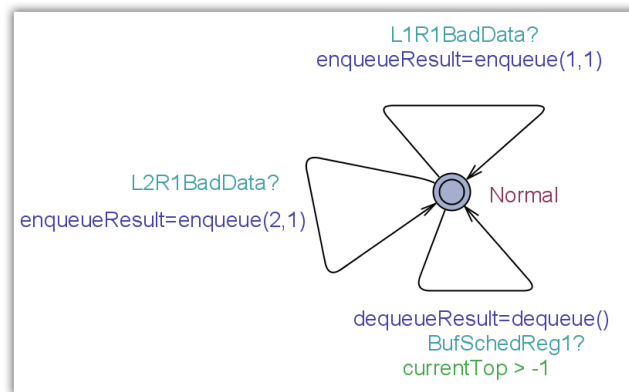 L1R1BadData?
enqueueResult=enqueue(1,1)
L2R1BadData?
Normal
enqueueResult=enqueue(2,1)
dequeueResult=dequeue()
BufSchedReg1?
currentTop > -1